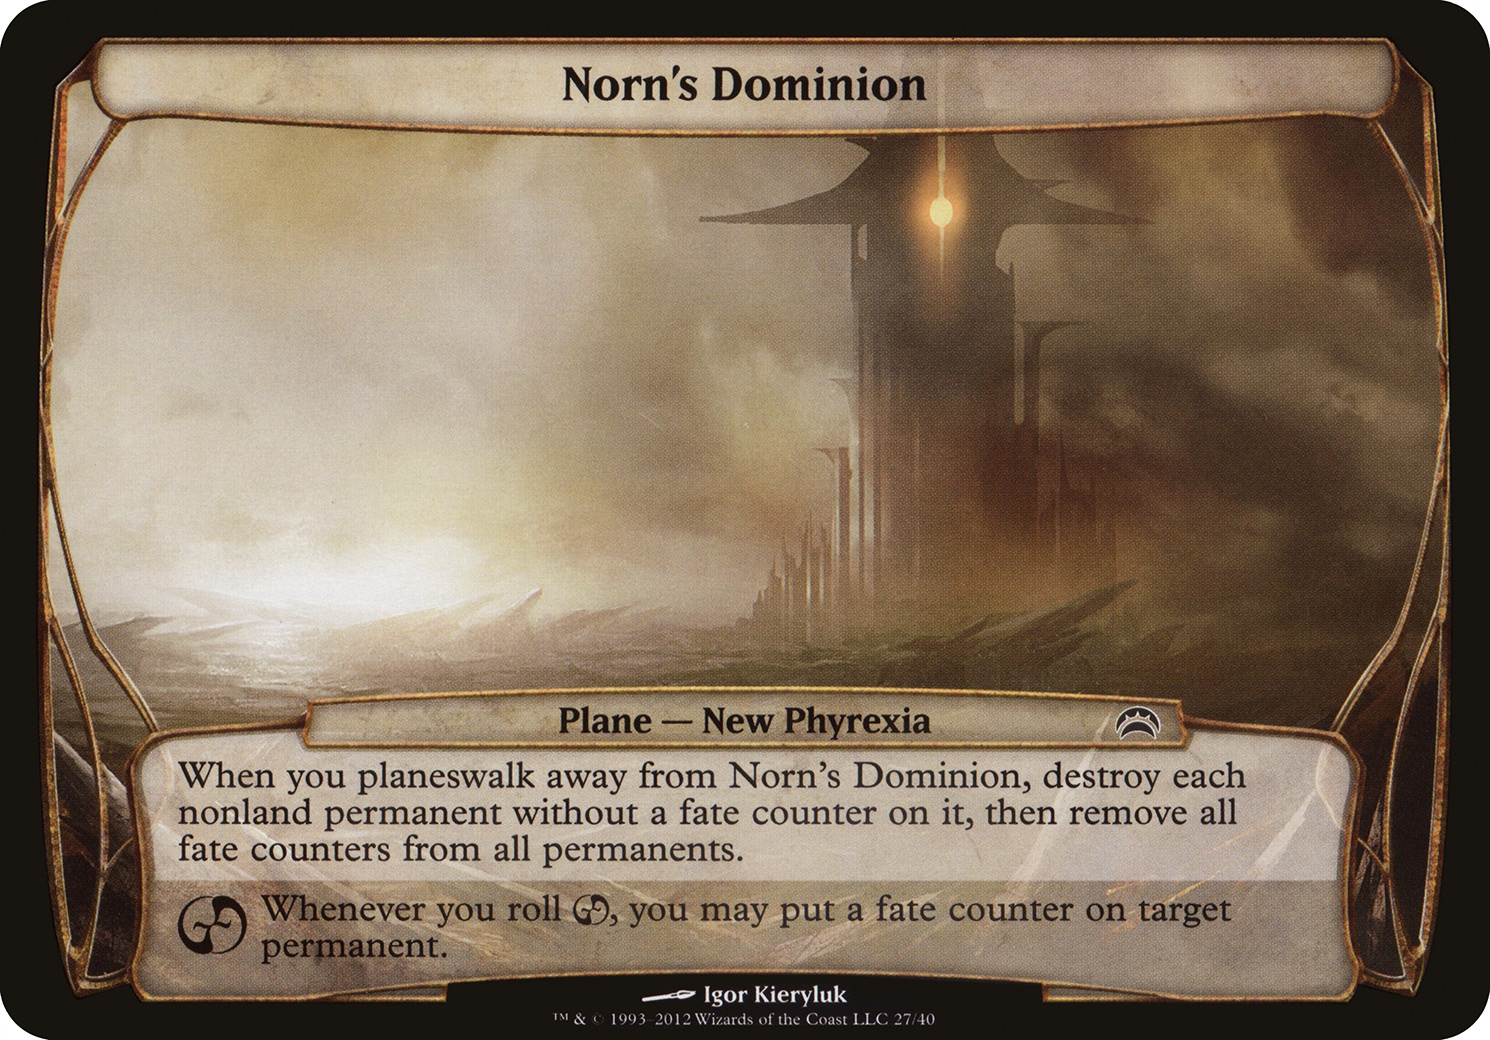 Norn's Dominion
Plane — New Phyrexia
When you planeswalk away from Norn's Dominion, destroy each
nonland permanent without a fate counter on it, then remove all
fate counters from all permanents.
Whenever you roll , you may put a fate counter on target
permanent.
Igor Kieryluk
™ & © 1993–2012 Wizards of the Coast LLC 27/40